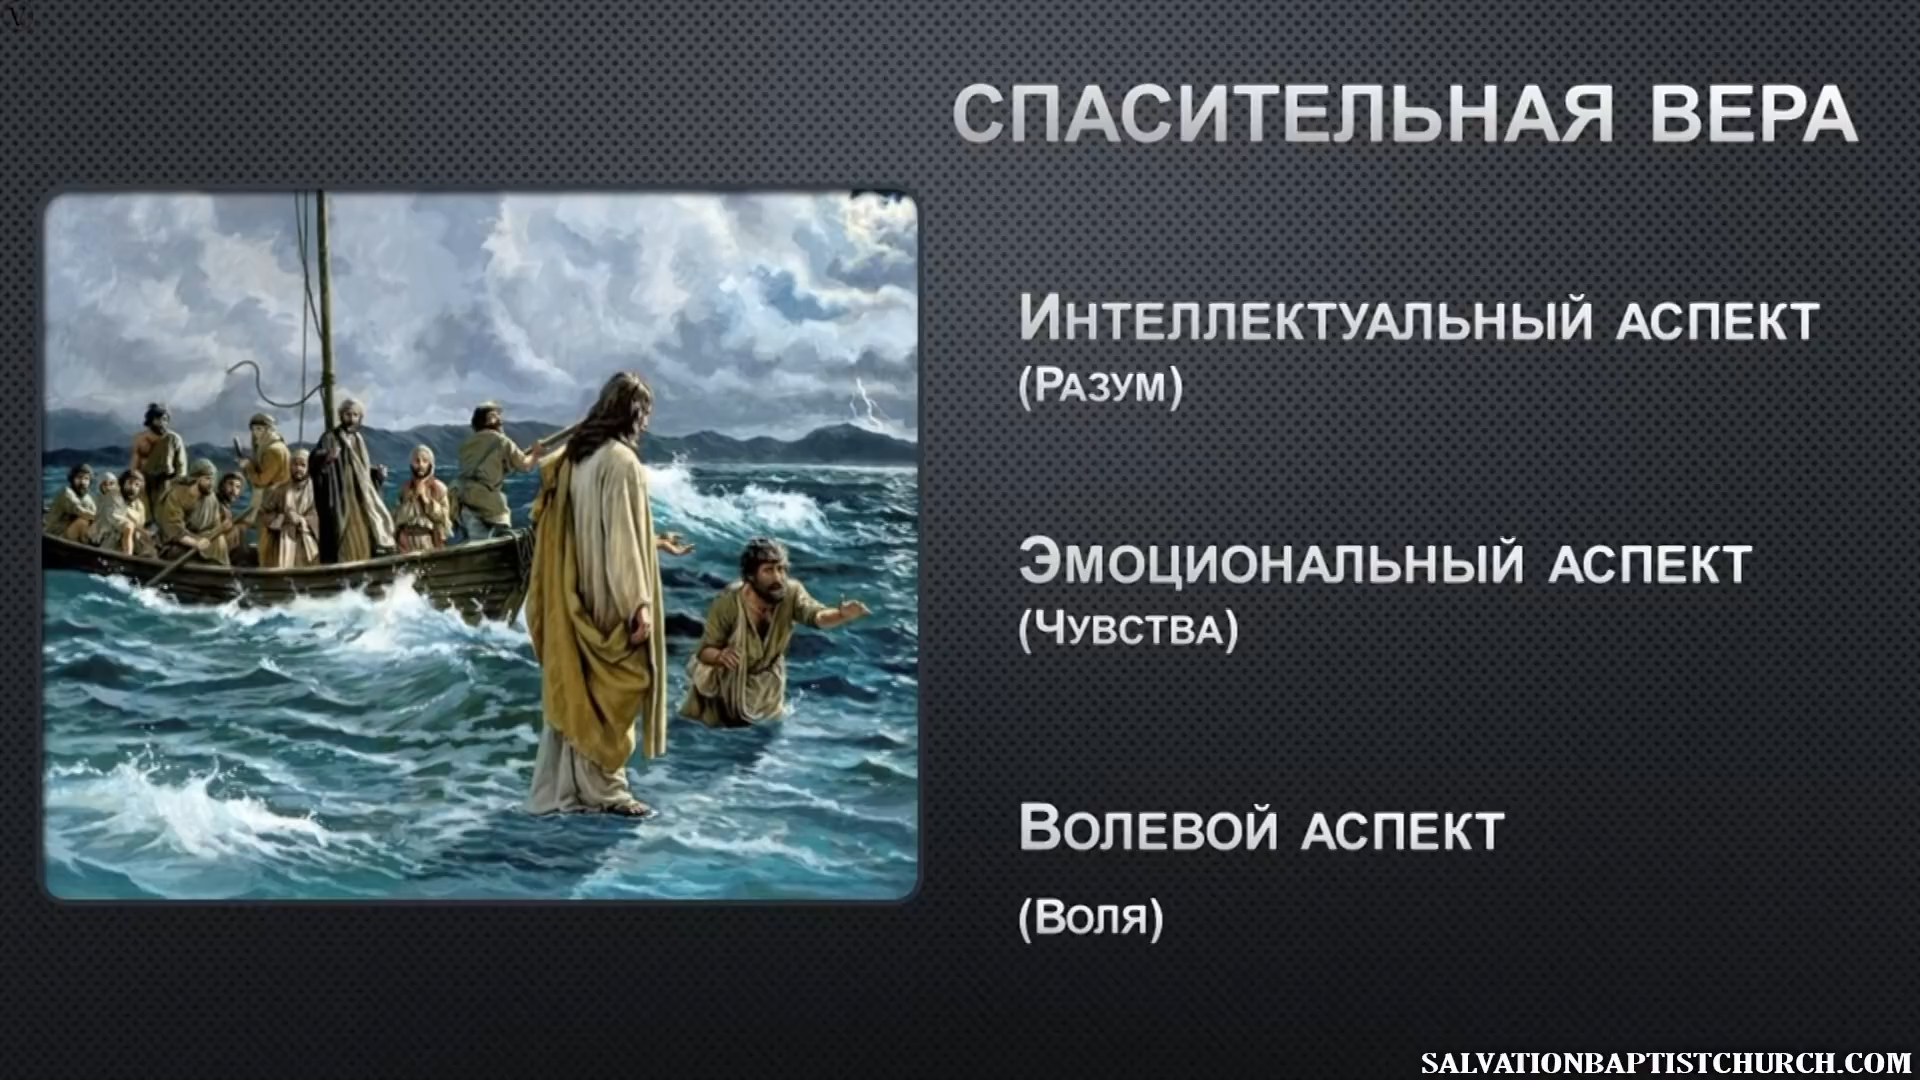 СПАСИТЕЛЬНАЯ ВЕРА
ИНТЕЛЛЕКТУАЛЬНЫЙ АСПЕКТ
(РАЗУМ)
ЭМОЦИОНАЛЬНЫЙ АСПЕКТ
(ЧУВСТВА)
ВОЛЕВОЙ АСПЕКТ
(ВОЛЯ)
SALVATIONBAPTISTCHURCH.COM